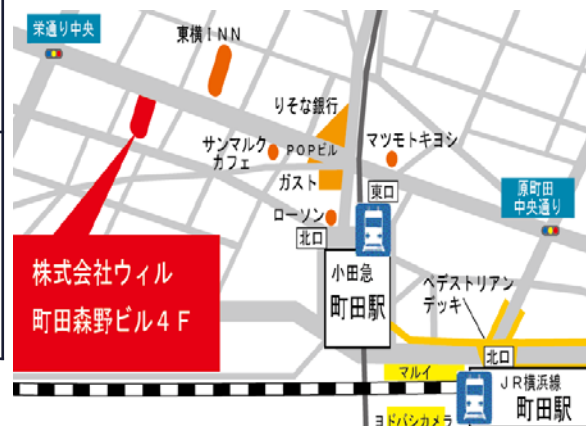 栄通り中央
東横INN
りそな銀行
サンマルク
カフェ
POPビル
マツモトキヨシ
ガスト
東口
原町田
中央通り
ローソン
北口
株式会社ウィル
町田森野ビル4F
小田急
町田駅
ペデストリアン
デッキ
北口
マルイ
JR横浜線
町田駅
ヨドバシカメラ